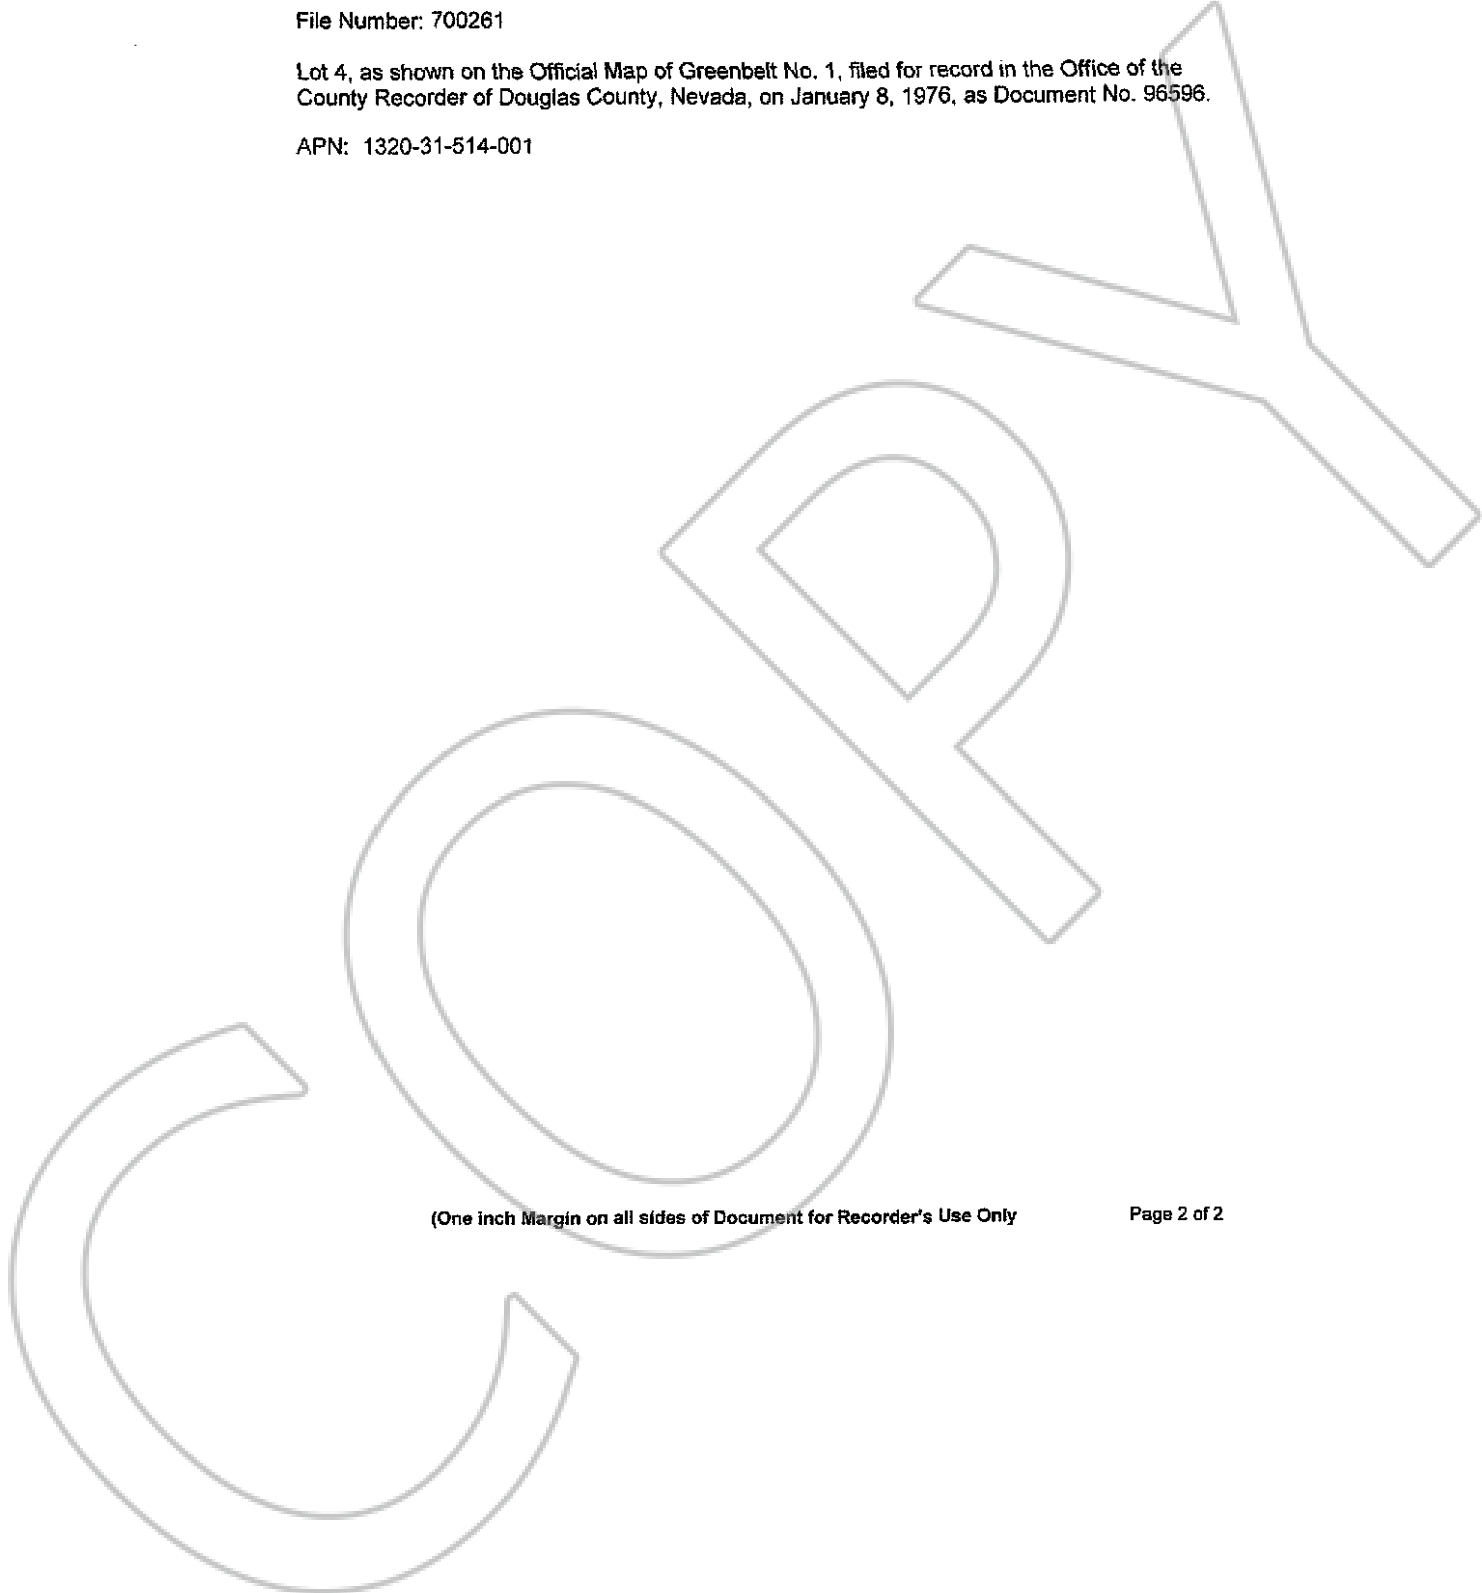 File Number: 700261
Lot 4, as shown on the Official Map of Greenbelt No. 1, filed for record in the Office of the
County Recorder of Douglas County, Nevada, on January 8, 1976, as Document No. 96596.
APN: 1320-31-514-001
COPY
(One inch Margin on all sides of Document for Recorder's Use Only
Page 2 of 2